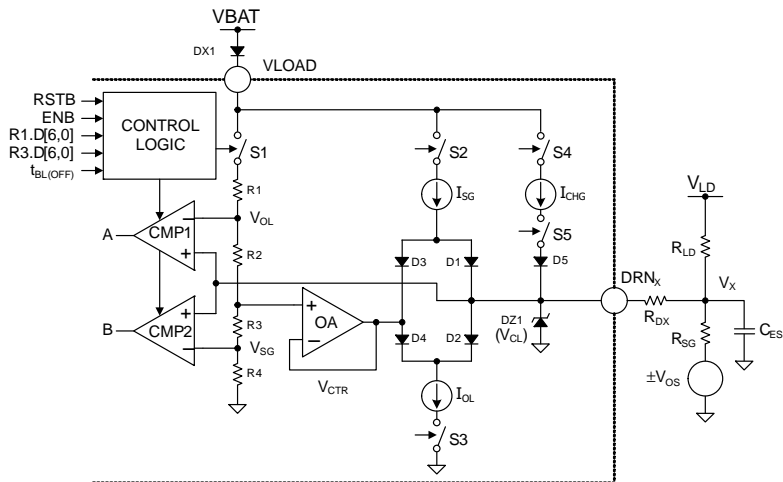 VBAT
DX1
VLOAD
RSTB
ENB
R1.D[6,0]
R3.D[6,0]
tBL(OFF)
CONTROL
LOGIC
S1
S2
S4
R1
ISG
ICHG
VOL
S5
A
CMP1
R2
D3
D1
D5
VLD
RLD
DRNX
VX
B
CMP2
R3
OA
D4
D2
DZ1
(VCL)
RDX
RSG
CES
VSG
R4
VCTR
IOL
±VOS
S3